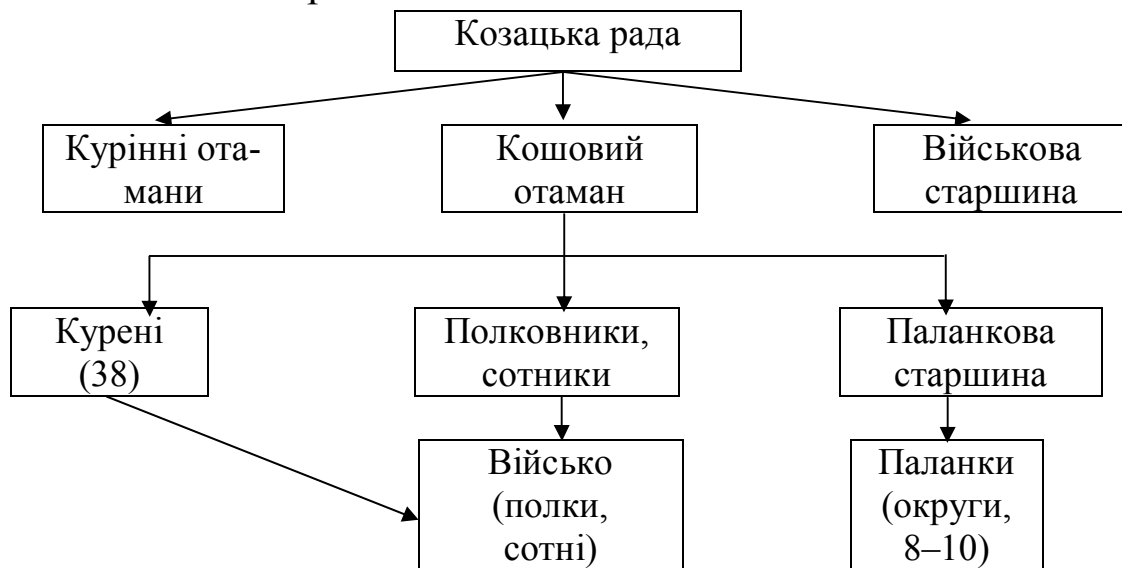 Козацька рада
Курінні ота-
мани
Кошовий
отаман
Військова
старшина
Курені
(38)
Полковники,
сотники
Паланкова
старшина
Військо
(полки,
сотні)
Паланки
(округи,
8–10)